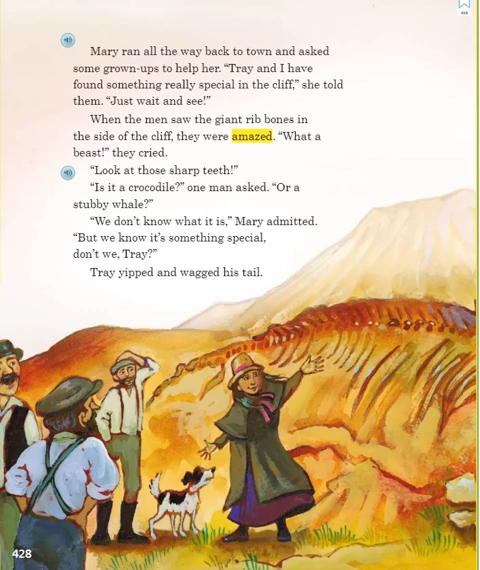 Mary ran all the way back to town and asked
some grown-ups to help her. “Tray and I have
found something really special in the cliff,” she told
them. “Just wait and see!”
When the men saw the giant rib bones in
the side of the cliff, they were amazed. “What a
beast!” they cried.
“Look at those sharp teeth!”
“Is it a crocodile?” one man asked. “Or a
stubby whale?”
“We don’t know what it is,” Mary admitted.
“But we know it’s something special,
don’t we, Tray?”
Tray yipped and wagged his tail.
428